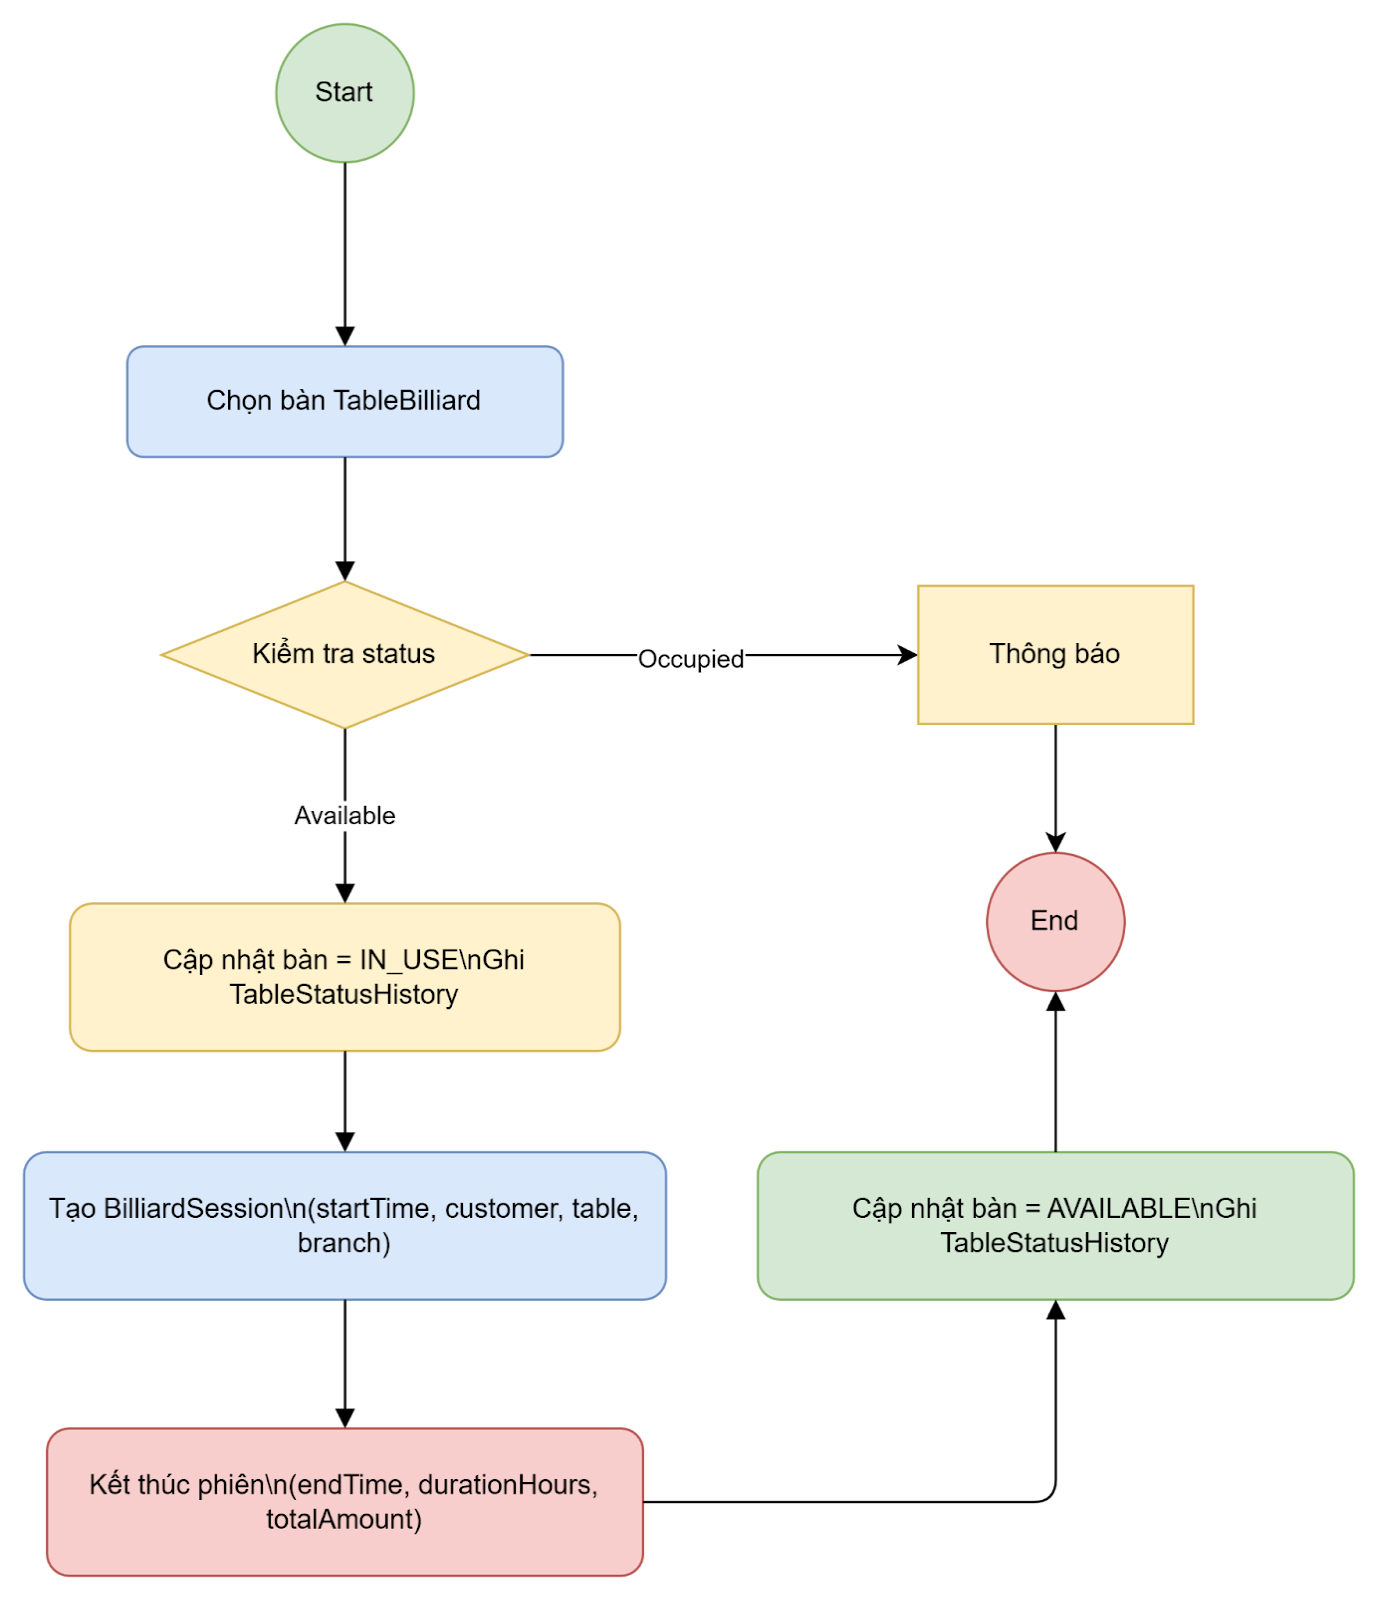 Start
Chọn bàn TableBilliard
Kiểm tra status
Occupied
Thông báo
Available
End
Cập nhật bàn = IN_USE\nGhi
TableStatusHistory
Tạo BilliardSession\n(startTime, customer, table,
branch)
Cập nhật bàn = AVAILABLE\nGhi
TableStatusHistory
Kết thúc phiên\n(endTime, durationHours,
totalAmount)